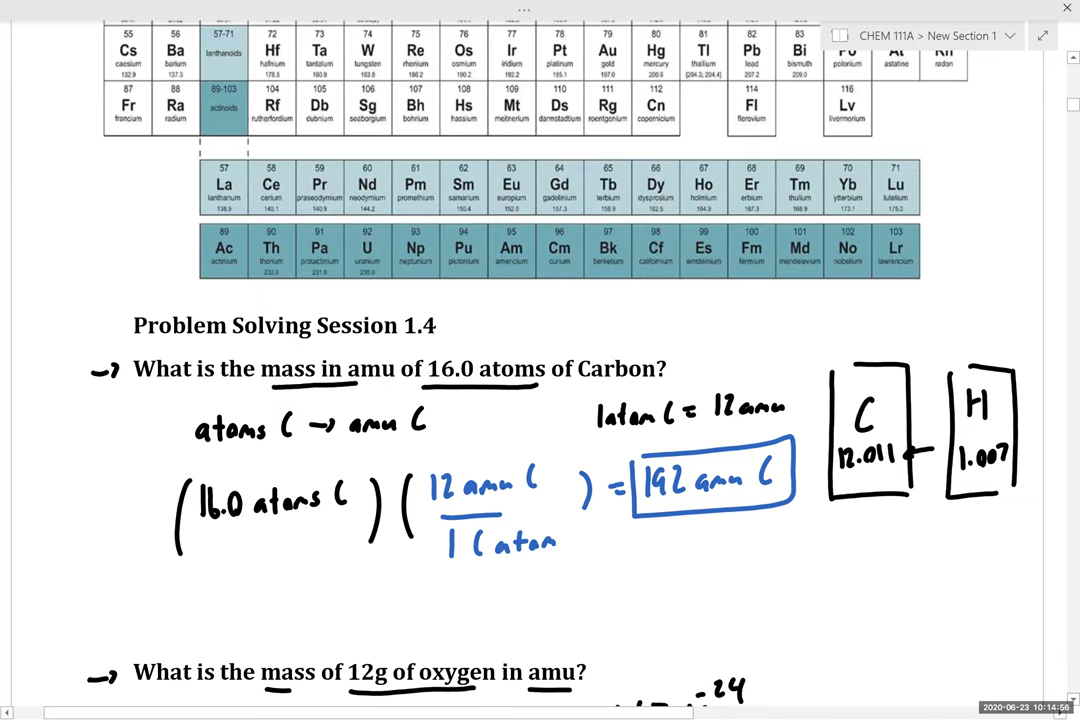 CHEM 111A > New Section 1
55 56 57-71 72 73 74 75 76 77 78 79 80 81 82 83
Cs Ba lanthanoids Hf Ta W Re Os Ir Pt Au Hg Tl Pb Bi Po At Rn
caesium barium hafnium tantalum tungsten rhenium osmium iridium platinum gold mercury thallium lead bismuth polonium astatine radon
132.9 137.3 178.5 180.9 183.8 186.2 190.2 192.2 195.1 197.0 200.6 [204.3; 204.4] 207.2 209.0
87 88 89-103 104 105 106 107 108 109 110 111 112 114 116
Fr Ra actinoids Rf Db Sg Bh Hs Mt Ds Rg Cn Fl Lv
francium radium rutherfordium dubnium seaborgium bohrium hassium meitnerium darmstadtium roentgenium copernicium flerovium livermorium
57 58 59 60 61 62 63 64 65 66 67 68 69 70 71
La Ce Pr Nd Pm Sm Eu Gd Tb Dy Ho Er Tm Yb Lu
lanthanum cerium praseodymium neodymium promethium samarium europium gadolinium terbium dysprosium holmium erbium thulium ytterbium lutetium
138.9 140.1 140.9 144.2 150.4 152.0 157.3 158.9 162.5 164.9 167.3 168.9 173.1 175.0
89 90 91 92 93 94 95 96 97 98 99 100 101 102 103
Ac Th Pa U Np Pu Am Cm Bk Cf Es Fm Md No Lr
actinium thorium protactinium uranium neptunium plutonium americium curium berkelium californium einsteinium fermium mendelevium nobelium lawrencium
232.0 231.0 238.0
Problem Solving Session 1.4
→ What is the mass in amu of 16.0 atoms of Carbon?
atoms C → amu C
1 atom C = 12 amu
C
12.011
H
1.007
(16.0 atoms C) (12 amu C / 1 C atom) = 192 amu C
→ What is the mass of 12g of oxygen in amu?
-24
2020-06-23 10:14:56